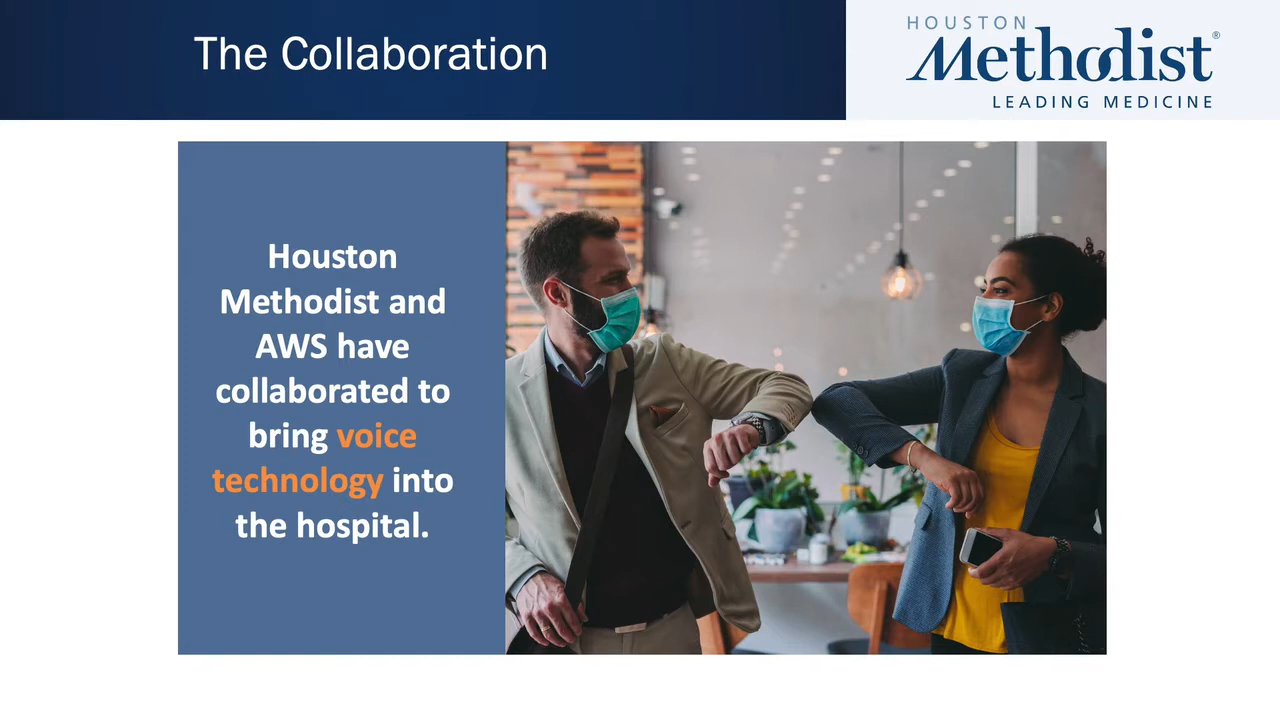 The Collaboration
HOUSTON
Methodist®
LEADING MEDICINE
Houston
Methodist and
AWS have
collaborated to
bring voice
technology into
the hospital.